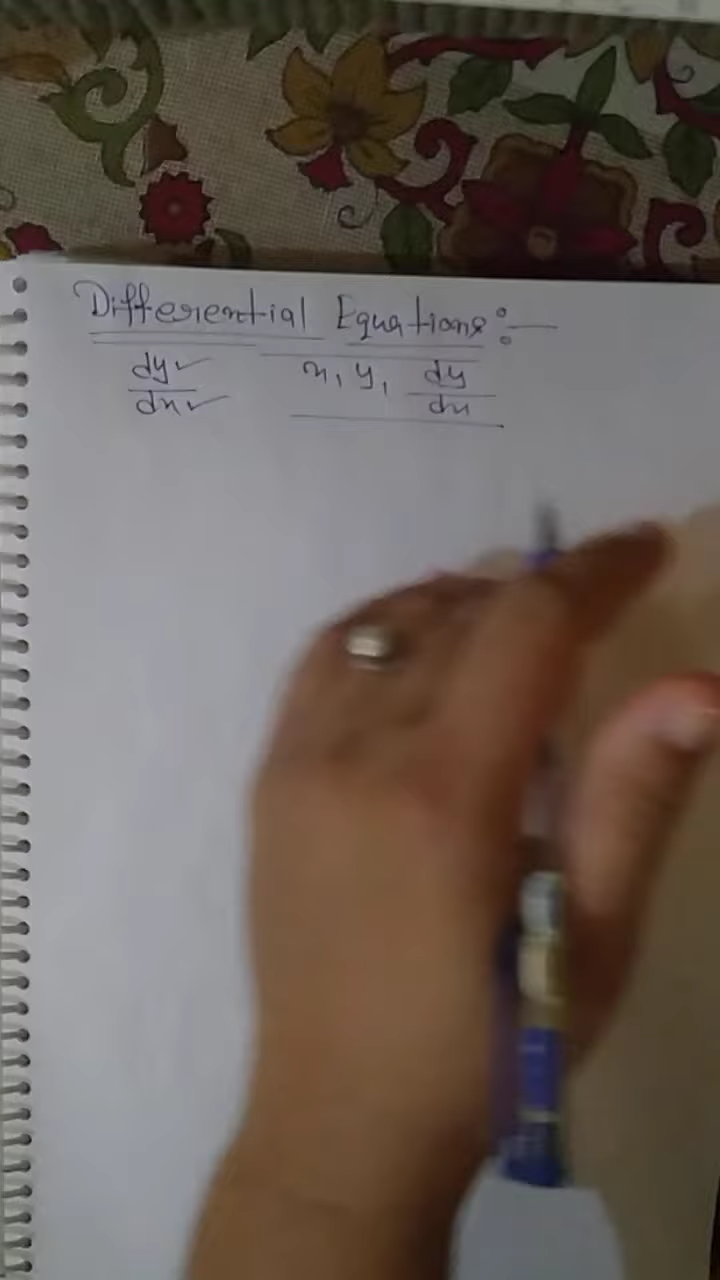 Differential Equations:—
dy/dx x, y, dy/dx